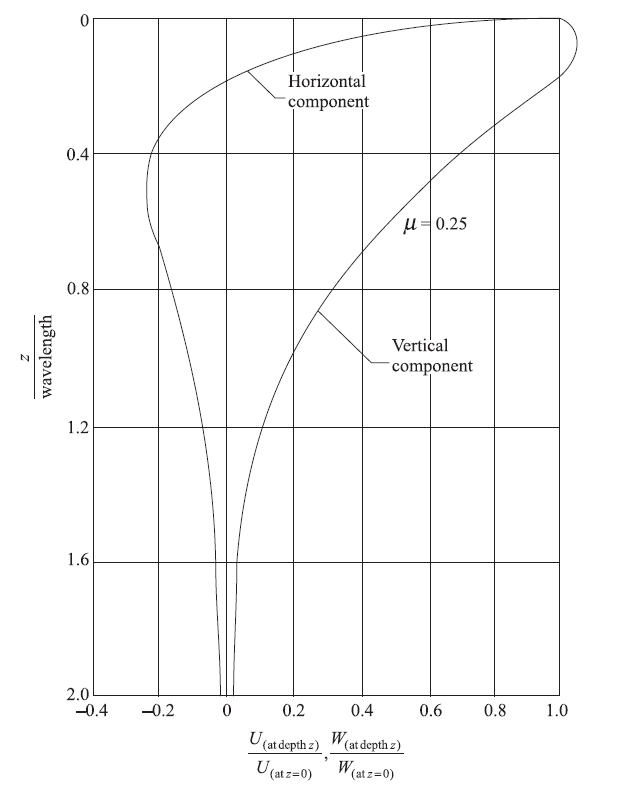 0
Horizontal
component
0.4
μ = 0.25
0.8
z
wavelength
Vertical
component
1.2
1.6
2.0
−0.4 −0.2 0 0.2 0.4 0.6 0.8 1.0
U(at depth z) , W(at depth z)
U(at z=0) W(at z=0)